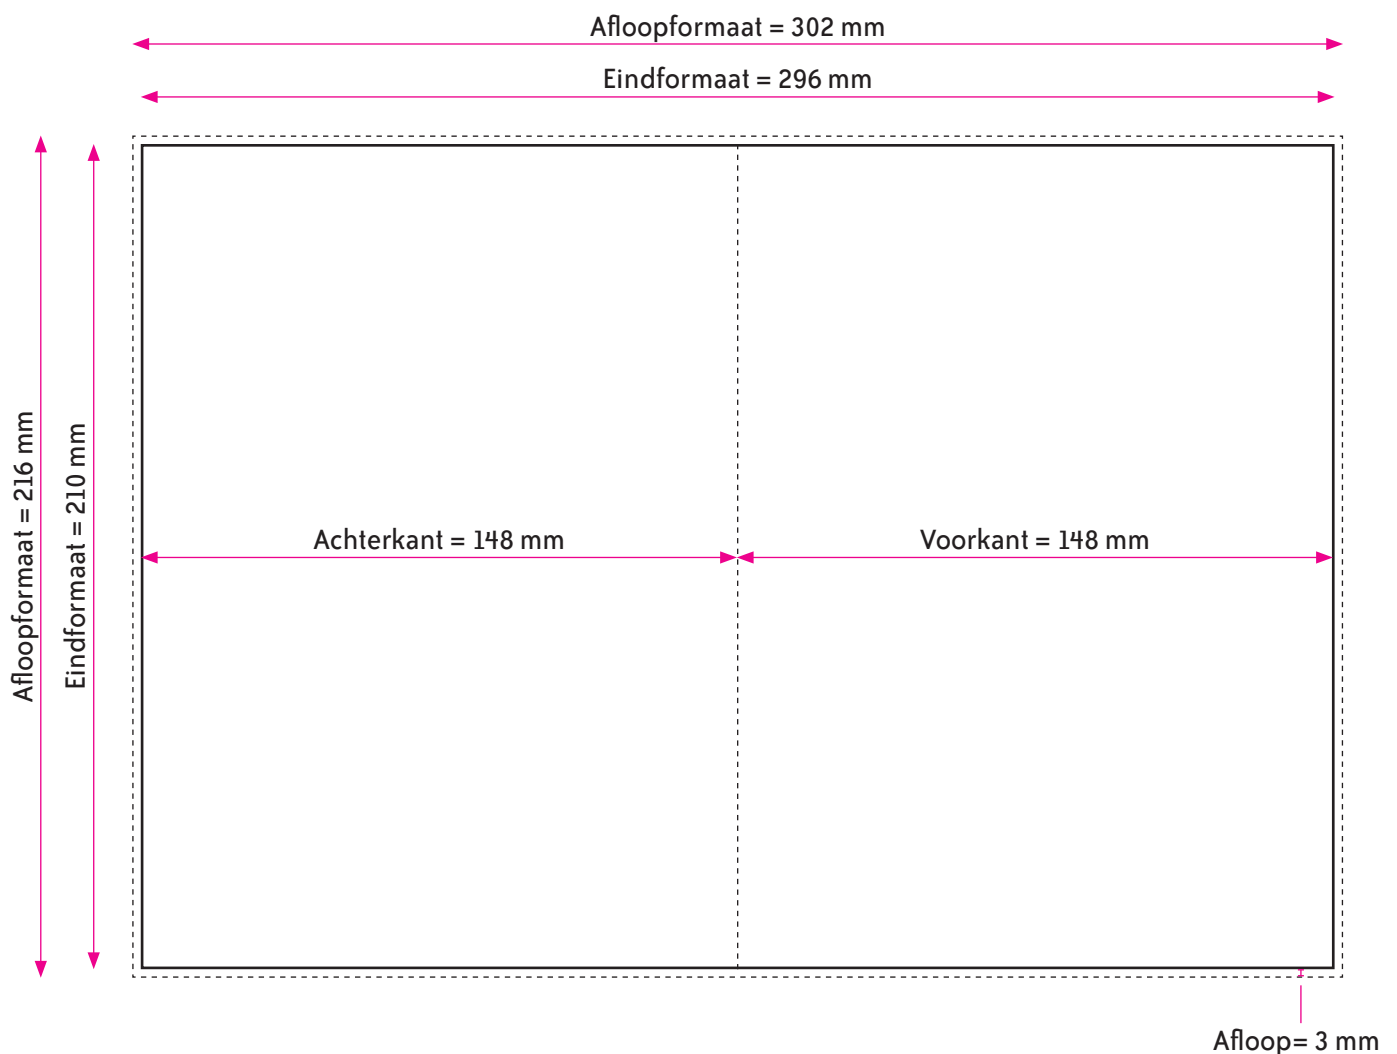 Afloopformaat = 302 mm
Eindformaat = 296 mm
Afloopformaat = 216 mm
Eindformaat = 210 mm
Achterkant = 148 mm
Voorkant = 148 mm
Afloop= 3 mm